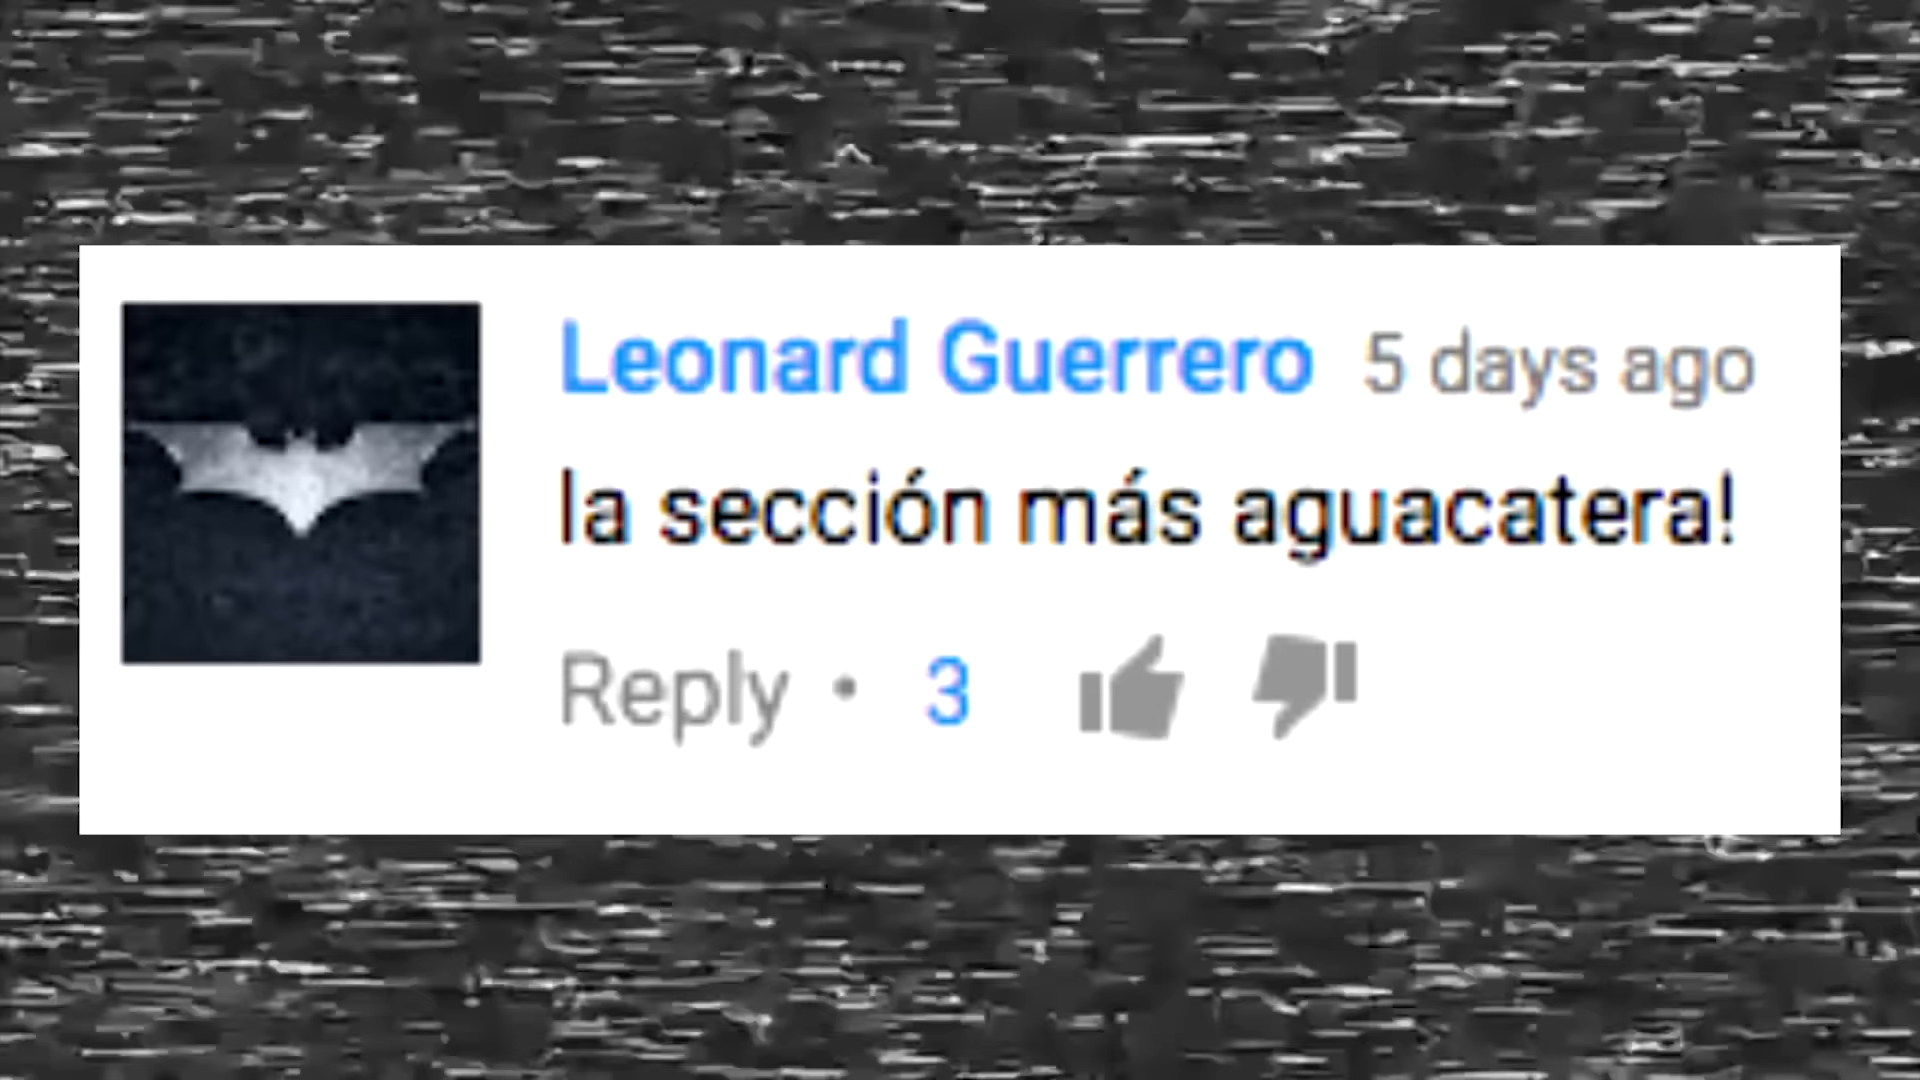 Leonard Guerrero 5 days ago
la sección más aguacatera!
Reply • 3